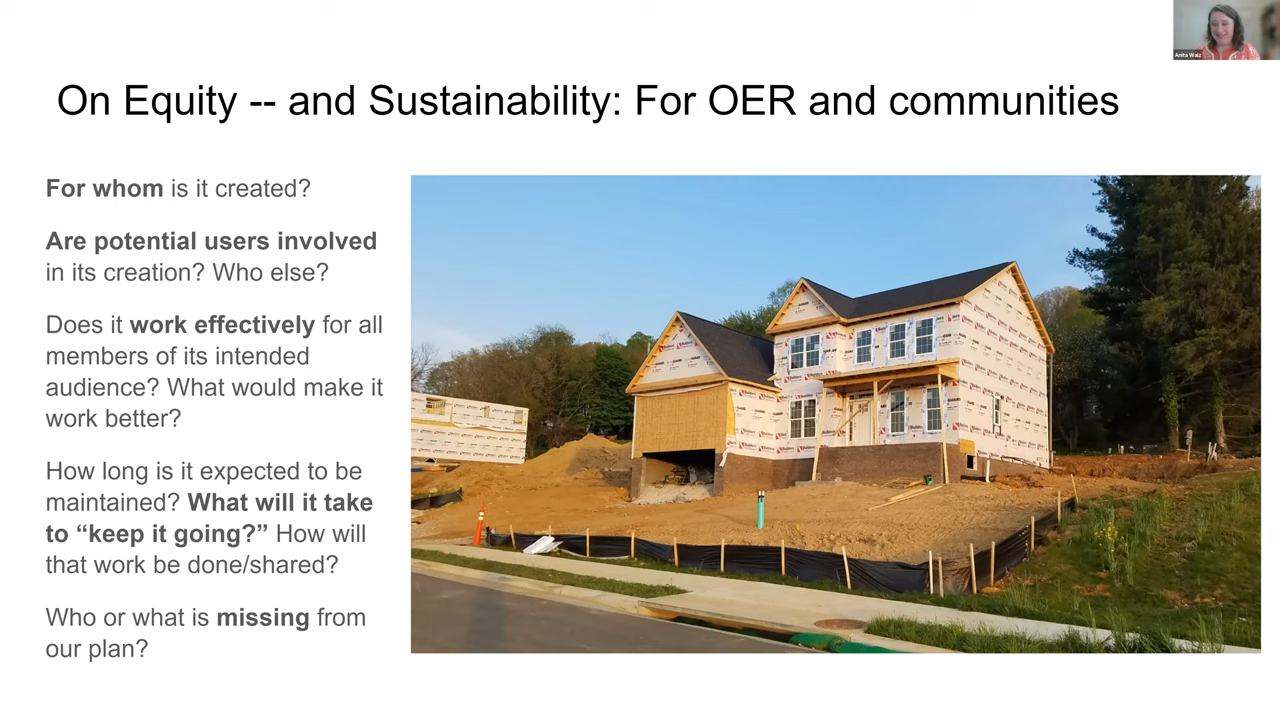 Anita Walz
On Equity -- and Sustainability: For OER and communities
For whom is it created?
Are potential users involved
in its creation? Who else?
Does it work effectively for all
members of its intended
audience? What would make it
work better?
How long is it expected to be
maintained? What will it take
to “keep it going?” How will
that work be done/shared?
Who or what is missing from
our plan?